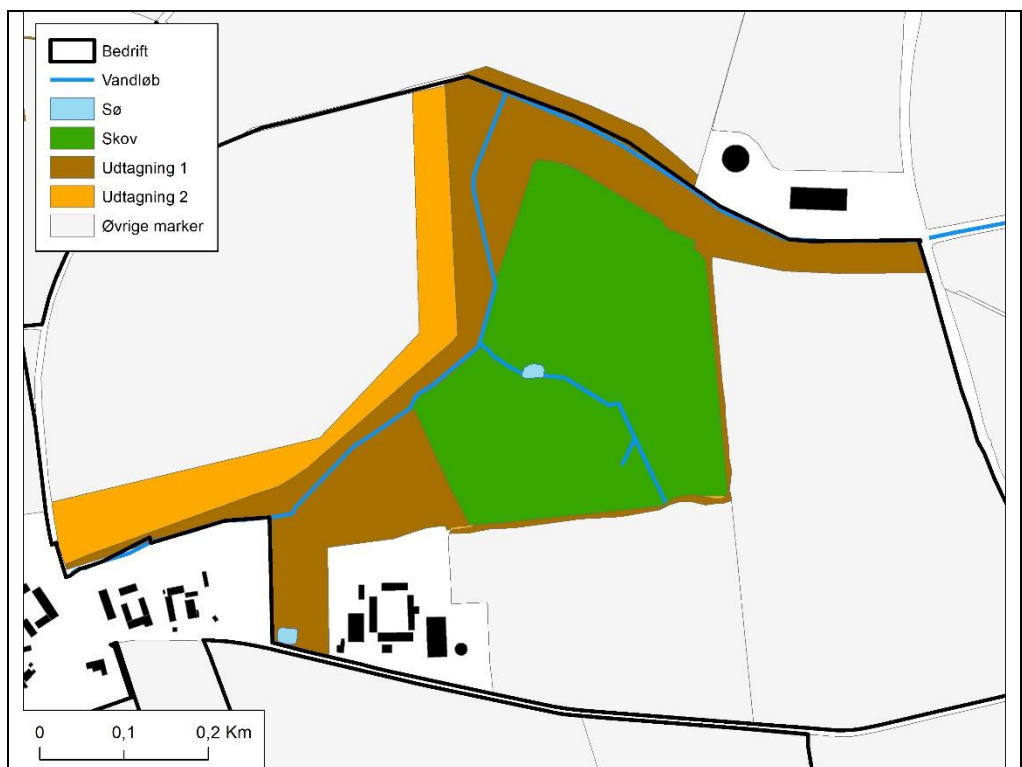 Bedrift
Vandløb
Sø
Skov
Udtagning 1
Udtagning 2
Øvrige marker
0 0,1 0,2 Km